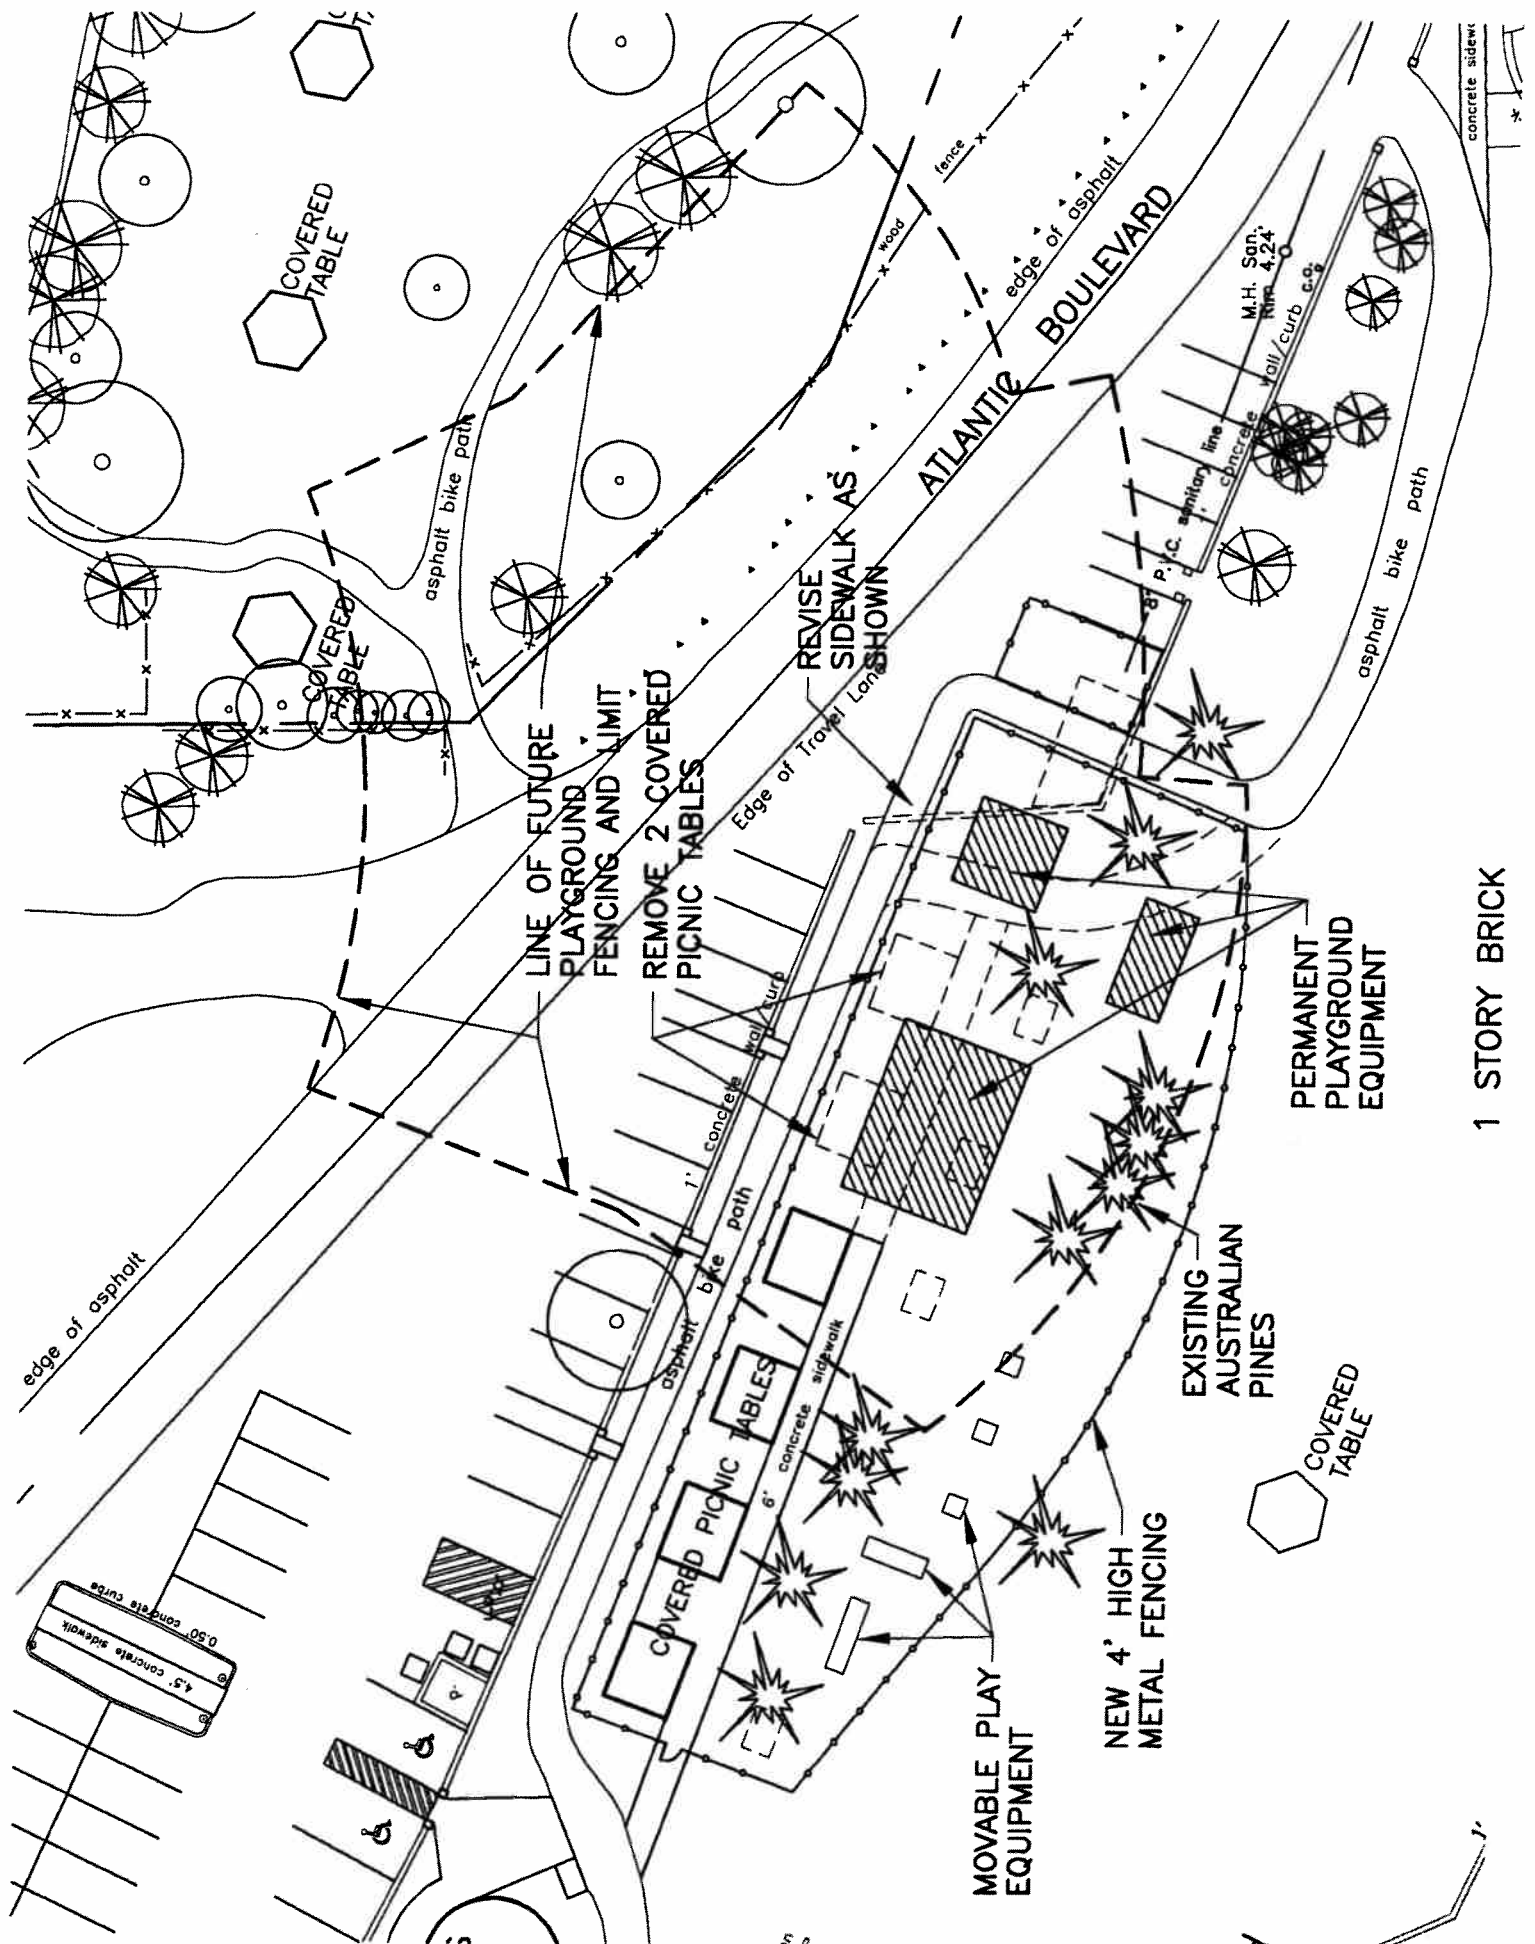 COVERED
TABLE
COVERED
TABLE
asphalt bike path
fence
wood
edge of asphalt
ATLANTIC BOULEVARD
concrete sidew
M.H. San.
Rim 4.24'
c.o.
1' concrete wall/curb
8" P.V.C. sanitary line
asphalt bike path
REVISE
SIDEWALK AS
SHOWN
Edge of Travel Lane
LINE OF FUTURE
PLAYGROUND
FENCING AND LIMIT
REMOVE 2 COVERED
PICNIC TABLES
1' concrete wall/curb
asphalt bike path
edge of asphalt
PERMANENT
PLAYGROUND
EQUIPMENT
1 STORY BRICK
EXISTING
AUSTRALIAN
PINES
COVERED PICNIC TABLES
6' concrete sidewalk
COVERED
TABLE
NEW 4' HIGH
METAL FENCING
MOVABLE PLAY
EQUIPMENT
0.50' concrete curbs
4.5' concrete sidewalk
1'